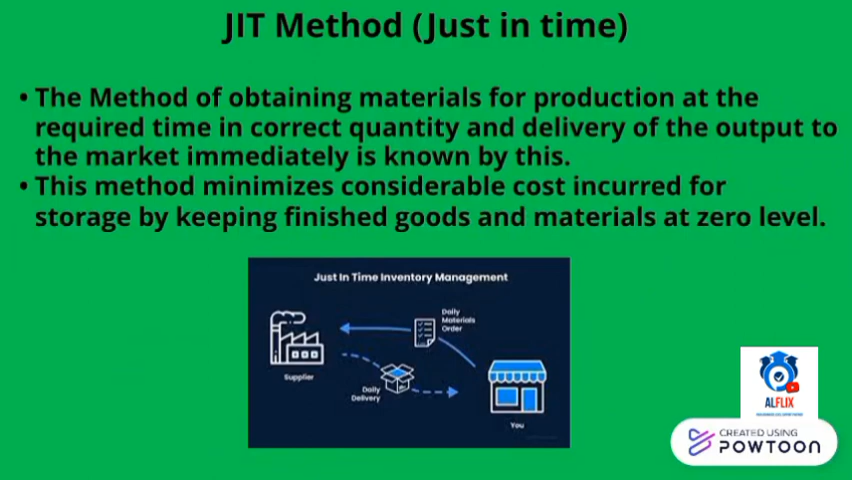 JIT Method (Just in time)
• The Method of obtaining materials for production at the
required time in correct quantity and delivery of the output to
the market immediately is known by this.
• This method minimizes considerable cost incurred for
storage by keeping finished goods and materials at zero level.
Just In Time Inventory Management
Daily
Materials
Order
Supplier
Daily
Delivery
You
ALFLIX
CREATED USING
POWTOON